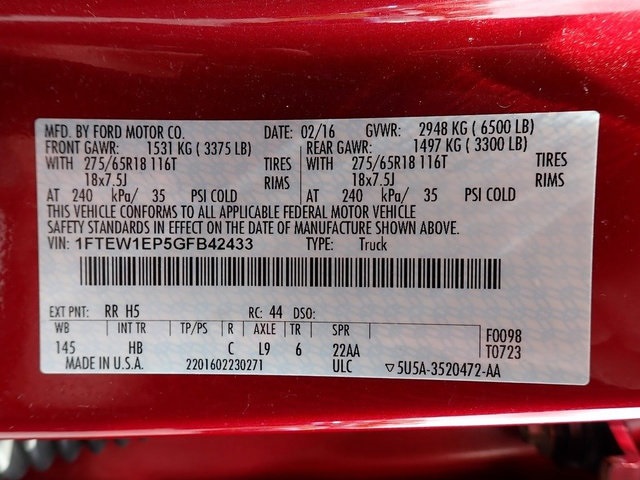 MFD. BY FORD MOTOR CO. DATE: 02/16 GVWR: 2948 KG ( 6500 LB)
FRONT GAWR: 1531 KG ( 3375 LB) REAR GAWR: 1497 KG ( 3300 LB)
WITH 275/65R18 116T TIRES WITH 275/65R18 116T TIRES
18x7.5J RIMS 18x7.5J RIMS
AT 240 kPa/ 35 PSI COLD AT 240 kPa/ 35 PSI COLD
THIS VEHICLE CONFORMS TO ALL APPLICABLE FEDERAL MOTOR VEHICLE
SAFETY STANDARDS IN EFFECT ON THE DATE OF MANUFACTURE SHOWN ABOVE.
VIN: 1FTEW1EP5GFB42433 TYPE: Truck
EXT PNT: RR H5 RC: 44 DSO:
WB INT TR TP/PS R AXLE TR SPR F0098
145 HB C L9 6 22AA T0723
MADE IN U.S.A. 2201602230271 ULC ▽5U5A-3520472-AA